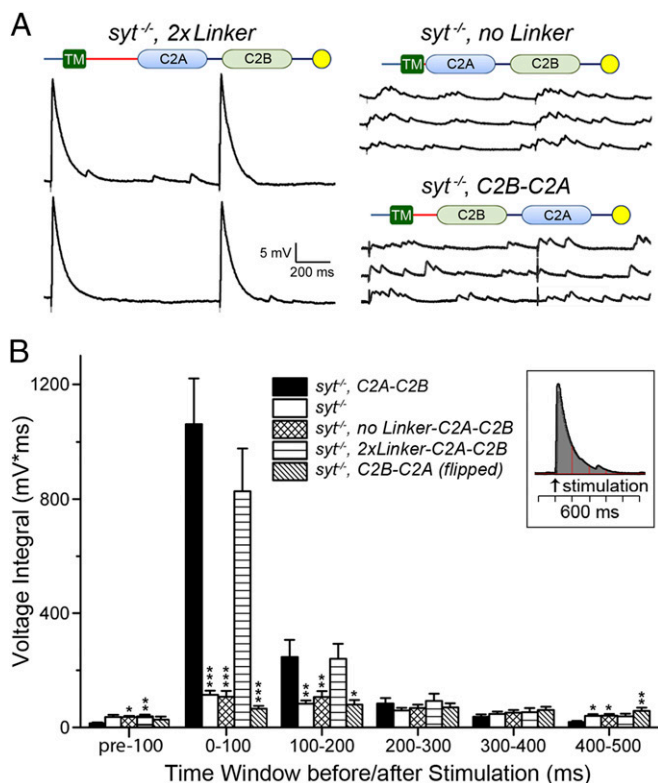 A
syt-/-, 2xLinker
TM C2A C2B
5 mV
200 ms
syt-/-, no Linker
TM C2A C2B
syt-/-, C2B-C2A
TM C2B C2A
B
Voltage Integral (mV*ms)
1200
800
400
0
syt-/-, C2A-C2B
syt-/-
syt-/-, no Linker-C2A-C2B
syt-/-, 2xLinker-C2A-C2B
syt-/-, C2B-C2A (flipped)
↑stimulation
600 ms
* ** *** *** *** ** ** * * * **
pre-100 0-100 100-200 200-300 300-400 400-500
Time Window before/after Stimulation (ms)